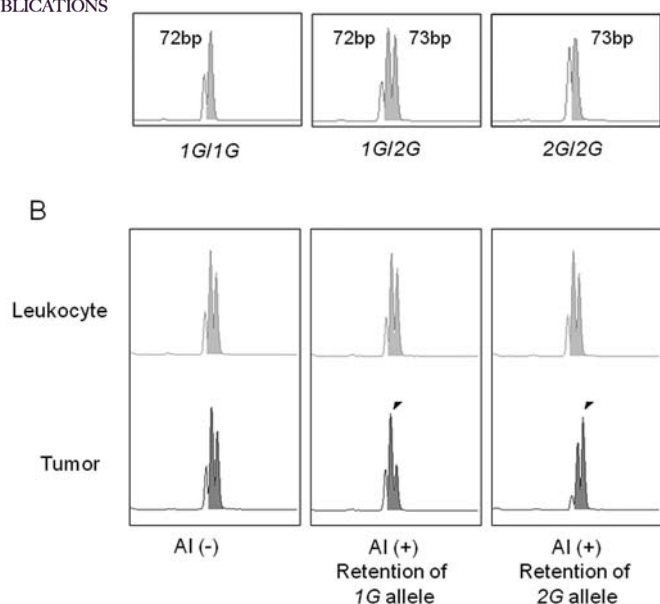 BLICATIONS
72bp
72bp 73bp
73bp
1G/1G
1G/2G
2G/2G
B
Leukocyte
Tumor
AI (-)
AI (+)
Retention of
1G allele
AI (+)
Retention of
2G allele